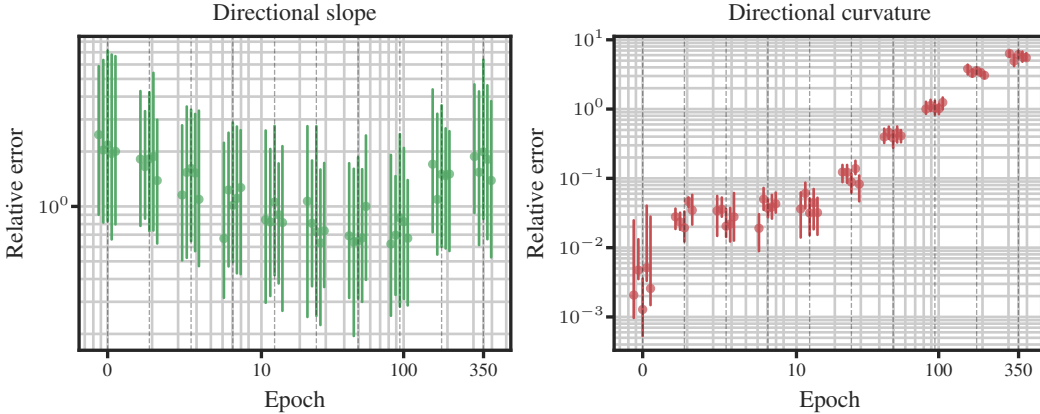 Directional slope
Relative error
10^0
0 10 100 350
Epoch
Directional curvature
Relative error
10^1
10^0
10^-1
10^-2
10^-3
0 10 100 350
Epoch